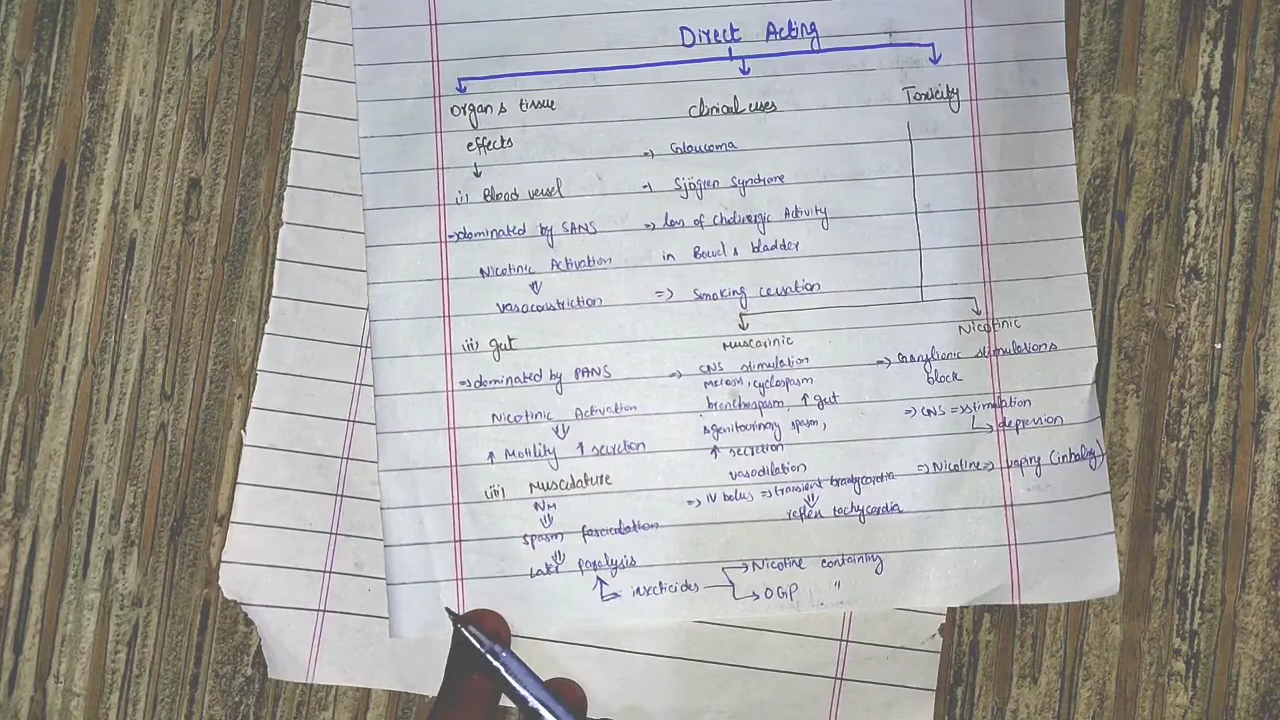 Direct Acting
Organ & tissue
effects
(i) Blood vessel
⇒dominated by SANS
Nicotinic Activation
⇓
vasoconstriction
(ii) gut
⇒dominated by PANS
Nicotinic Activation
⇓
↑ Motility ↑ secretion
(iii) Musculature
NM
⇓
spasm fasciculation
⇓
Later paralysis
insecticides
→ Nicotine containing
→ OGIP "
Clinical uses
⇒ Glaucoma
⇒ Sjögren Syndrome
⇒ loss of cholinergic Activity
in Bowel & bladder
⇒ Smoking cessation
Toxicity
Muscarinic
⇒ CNS stimulation
miosis, cyclospasm
bronchospasm, ↑ gut
& genitourinary spasm,
↑ secretion
vasodilation
⇒ IV bolus ⇒ transient bradycardia
⇓
reflex tachycardia
Nicotinic
⇒ Ganglionic stimulations
block
⇒ CNS ⇒ stimulation
↳ depression
⇒ Nicotine ⇒ vaping (inhaling)